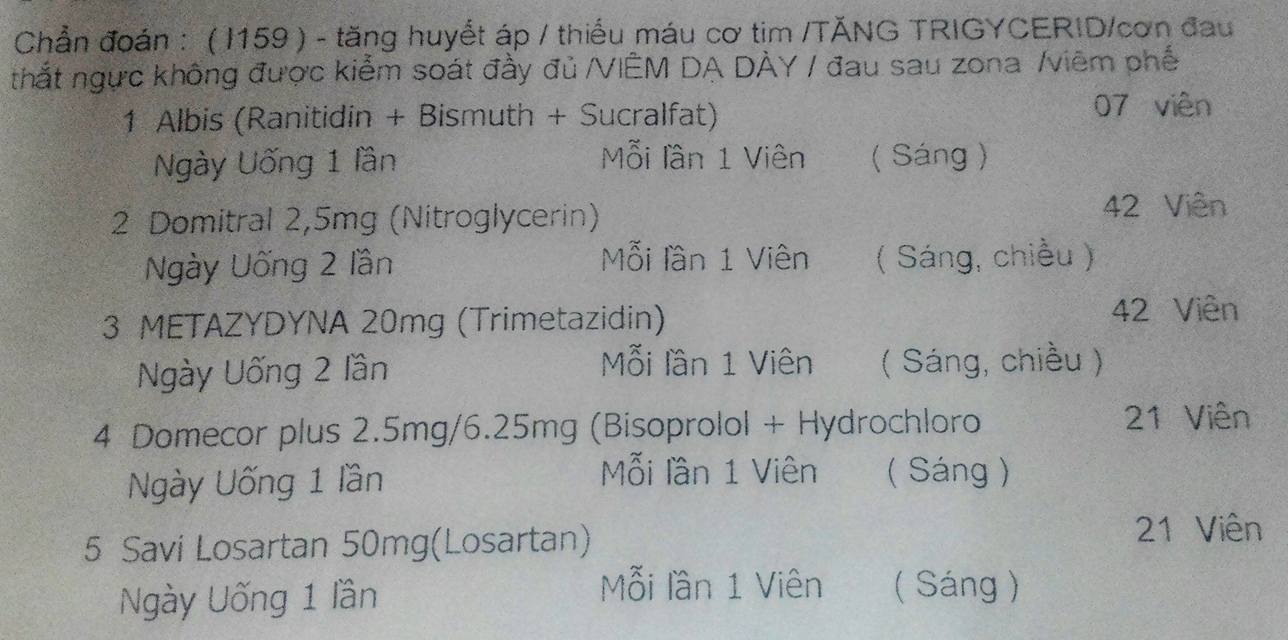 Chẩn đoán : ( I159 ) - tăng huyết áp / thiếu máu cơ tim /TĂNG TRIGYCERID/cơn đau
thắt ngực không được kiểm soát đầy đủ /VIÊM DẠ DÀY / đau sau zona /viêm phế
1 Albis (Ranitidin + Bismuth + Sucralfat) 07 viên
Ngày Uống 1 lần Mỗi lần 1 Viên ( Sáng )
2 Domitral 2,5mg (Nitroglycerin) 42 Viên
Ngày Uống 2 lần Mỗi lần 1 Viên ( Sáng, chiều )
3 METAZYDYNA 20mg (Trimetazidin) 42 Viên
Ngày Uống 2 lần Mỗi lần 1 Viên ( Sáng, chiều )
4 Domecor plus 2.5mg/6.25mg (Bisoprolol + Hydrochloro 21 Viên
Ngày Uống 1 lần Mỗi lần 1 Viên ( Sáng )
5 Savi Losartan 50mg(Losartan) 21 Viên
Ngày Uống 1 lần Mỗi lần 1 Viên ( Sáng )